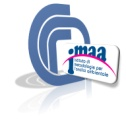 imaa
istituto di
metodologie per
l'analisi ambientale